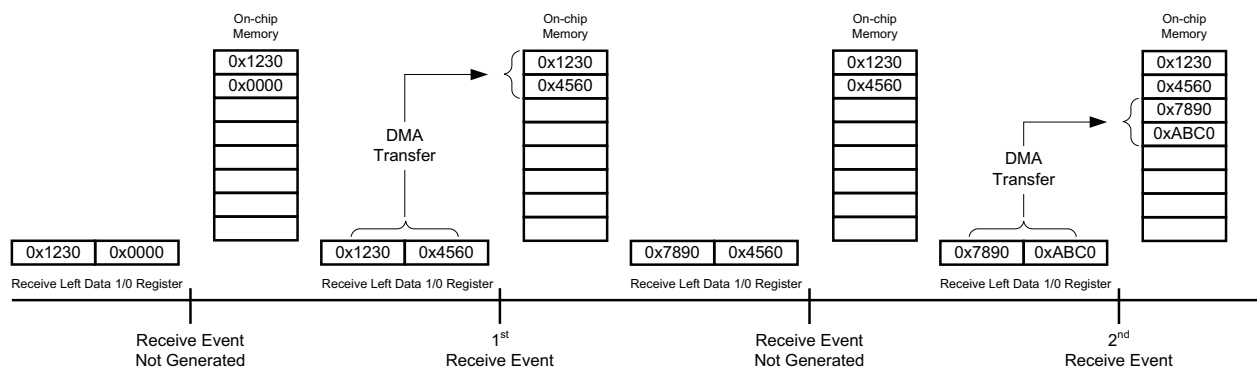 On-chip
Memory
0x1230
0x0000
0x1230 0x0000
Receive Left Data 1/0 Register
Receive Event
Not Generated
On-chip
Memory
0x1230
0x4560
DMA
Transfer
0x1230 0x4560
Receive Left Data 1/0 Register
1st
Receive Event
On-chip
Memory
0x1230
0x4560
0x7890 0x4560
Receive Left Data 1/0 Register
Receive Event
Not Generated
On-chip
Memory
0x1230
0x4560
0x7890
0xABC0
DMA
Transfer
0x7890 0xABC0
Receive Left Data 1/0 Register
2nd
Receive Event